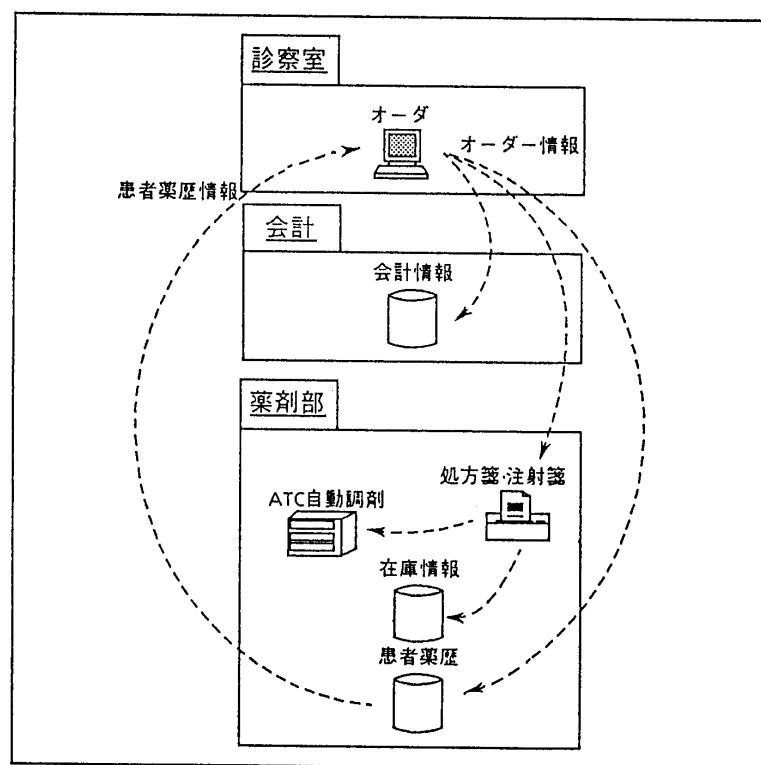 診察室
オーダ
オーダー情報
患者薬歴情報
会計
会計情報
薬剤部
処方箋・注射箋
ATC自動調剤
在庫情報
患者薬歴